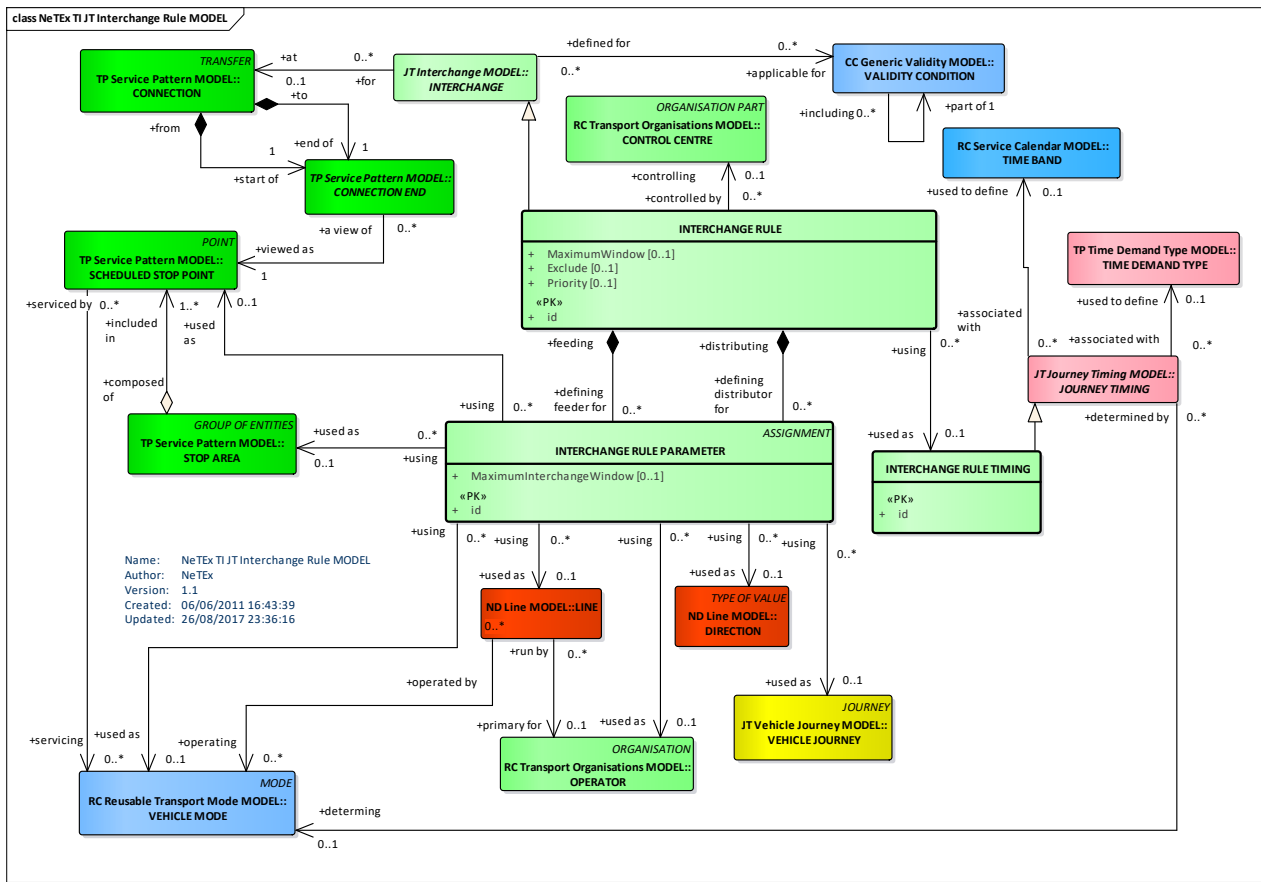 class NeTEx TI JT Interchange Rule MODEL
TRANSFER
TP Service Pattern MODEL::
CONNECTION
+at
0..*
0..1
+for
+to
+from
JT Interchange MODEL::
INTERCHANGE
+defined for
0..*
0..*
+applicable for
CC Generic Validity MODEL::
VALIDITY CONDITION
+including 0..*
+part of 1
ORGANISATION PART
RC Transport Organisations MODEL::
CONTROL CENTRE
+controlling
0..1
+controlled by
0..*
RC Service Calendar MODEL::
TIME BAND
+used to define
0..1
1
+start of
+end of
1
TP Service Pattern MODEL::
CONNECTION END
+a view of
0..*
+viewed as
1
POINT
TP Service Pattern MODEL::
SCHEDULED STOP POINT
+serviced by
0..*
1..*
0..1
+included
in
+used
as
+composed
of
INTERCHANGE RULE
+ MaximumWindow [0..1]
+ Exclude [0..1]
+ Priority [0..1]
«PK»
+ id
TP Time Demand Type MODEL::
TIME DEMAND TYPE
+used to define
0..1
+associated
with
0..*
+associated with
0..*
JT Journey Timing MODEL::
JOURNEY TIMING
+determined by
0..*
+feeding
+distributing
+using
0..*
+defining
feeder for
0..*
+defining
distributor
for
0..*
+using
0..*
GROUP OF ENTITIES
TP Service Pattern MODEL::
STOP AREA
+used as
0..1
0..*
+using
ASSIGNMENT
INTERCHANGE RULE PARAMETER
+ MaximumInterchangeWindow [0..1]
«PK»
+ id
+used as
0..1
INTERCHANGE RULE TIMING
«PK»
+ id
+using
0..*
+using
0..*
+using
0..*
+using
0..*
+using
0..*
Name: NeTEx TI JT Interchange Rule MODEL
Author: NeTEx
Version: 1.1
Created: 06/06/2011 16:43:39
Updated: 26/08/2017 23:36:16
+used as
0..1
ND Line MODEL::LINE
0..*
+run by
0..*
+used as
0..1
TYPE OF VALUE
ND Line MODEL::
DIRECTION
+operated by
+used as
0..1
JOURNEY
JT Vehicle Journey MODEL::
VEHICLE JOURNEY
+primary for
0..1
+used as
0..1
ORGANISATION
RC Transport Organisations MODEL::
OPERATOR
+servicing
0..*
+used as
0..1
+operating
0..*
MODE
RC Reusable Transport Mode MODEL::
VEHICLE MODE
+determining
0..1